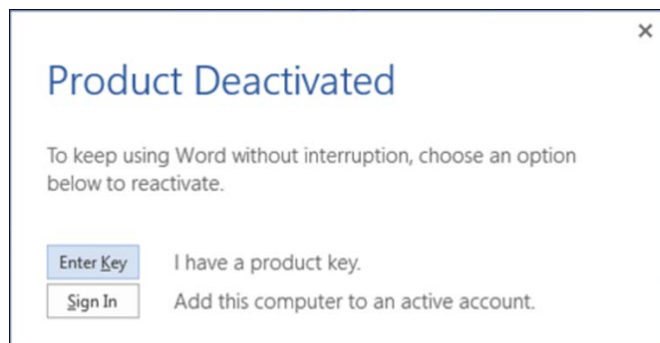 Product Deactivated
To keep using Word without interruption, choose an option
below to reactivate.
Enter Key I have a product key.
Sign In Add this computer to an active account.